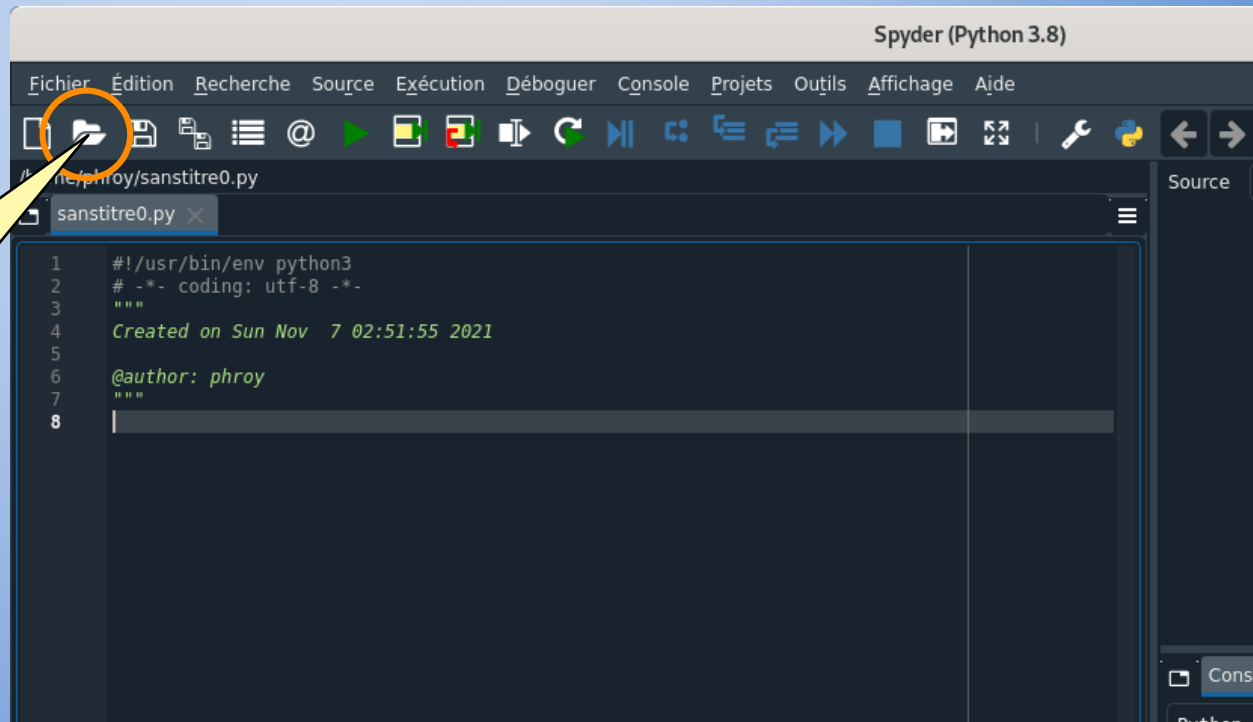 Spyder (Python 3.8)
Fichier Édition Recherche Source Exécution Déboguer Console Projets Outils Affichage Aide
@
/phroy/sanstitre0.py
Source
sanstitre0.py
1 #!/usr/bin/env python3
2 # -*- coding: utf-8 -*-
3 """
4 Created on Sun Nov  7 02:51:55 2021
5
6 @author: phroy
7 """
8
Cons